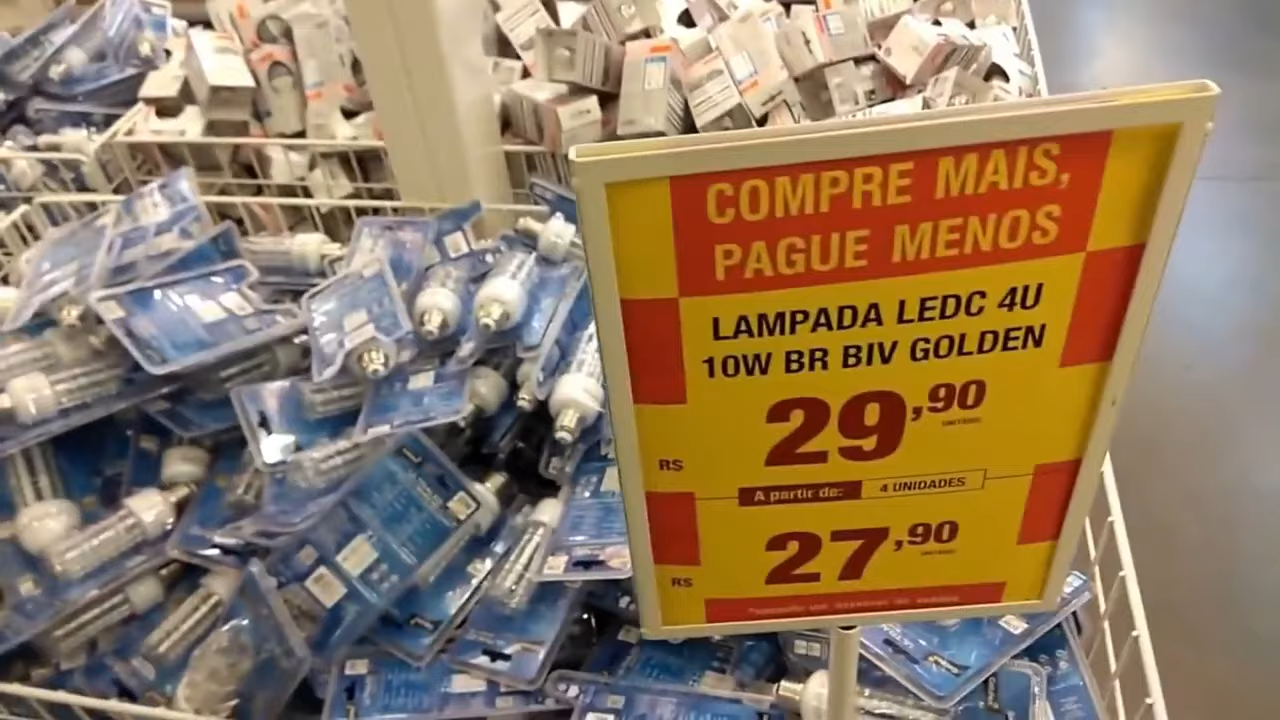 COMPRE MAIS,
PAGUE MENOS
LAMPADA LEDC 4U
10W BR BIV GOLDEN
R$ 29,90
A partir de: 4 UNIDADES
R$ 27,90